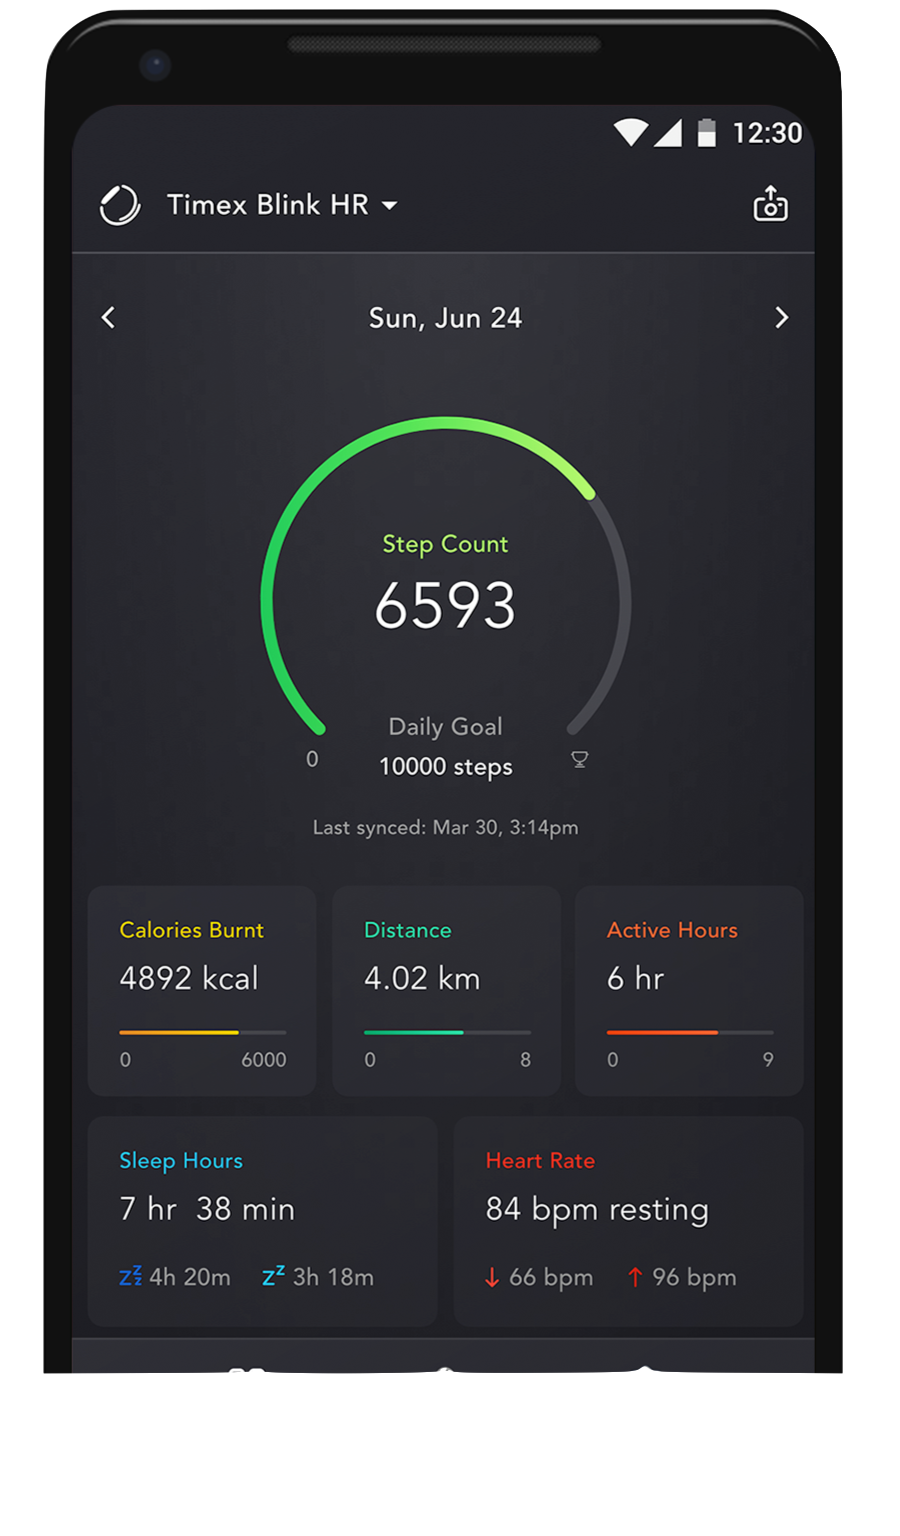 12:30
Timex Blink HR
Sun, Jun 24
Step Count
6593
Daily Goal
0
10000 steps
Last synced: Mar 30, 3:14pm
Calories Burnt
4892 kcal
0 6000
Distance
4.02 km
0 8
Active Hours
6 hr
0 9
Sleep Hours
7 hr 38 min
zzz 4h 20m zz 3h 18m
Heart Rate
84 bpm resting
↓ 66 bpm ↑ 96 bpm